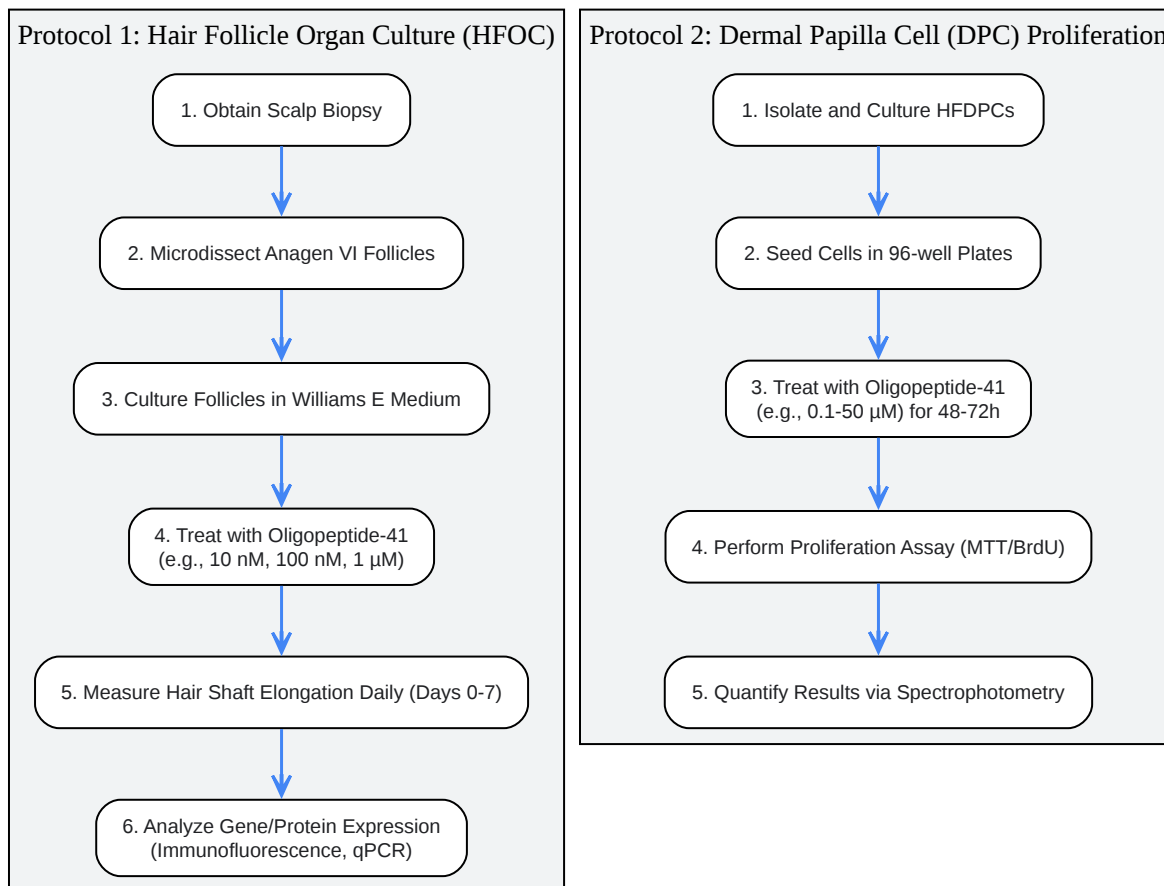 Protocol 1: Hair Follicle Organ Culture (HFOC)
1. Obtain Scalp Biopsy
2. Microdissect Anagen VI Follicles
3. Culture Follicles in Williams E Medium
4. Treat with Oligopeptide-41
(e.g., 10 nM, 100 nM, 1 µM)
5. Measure Hair Shaft Elongation Daily (Days 0-7)
6. Analyze Gene/Protein Expression
(Immunofluorescence, qPCR)
Protocol 2: Dermal Papilla Cell (DPC) Proliferation
1. Isolate and Culture HFDPCs
2. Seed Cells in 96-well Plates
3. Treat with Oligopeptide-41
(e.g., 0.1-50 µM) for 48-72h
4. Perform Proliferation Assay (MTT/BrdU)
5. Quantify Results via Spectrophotometry